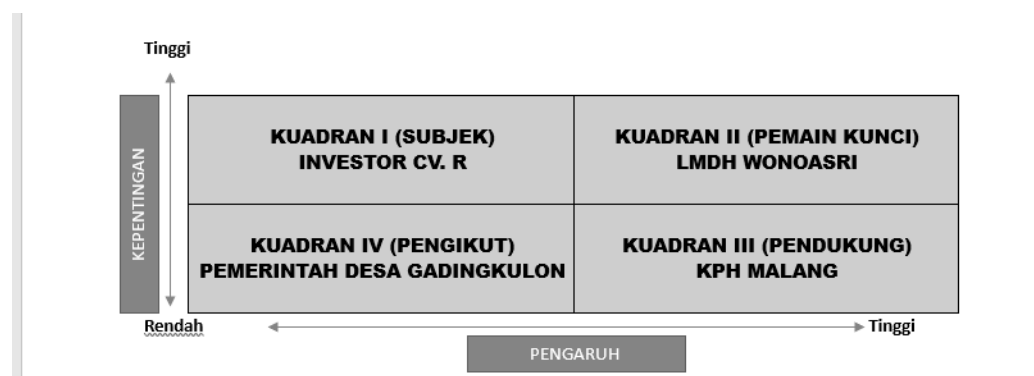 Tinggi
KEPENTINGAN
KUADRAN I (SUBJEK)
INVESTOR CV. R
KUADRAN II (PEMAIN KUNCI)
LMDH WONOASRI
KUADRAN IV (PENGIKUT)
PEMERINTAH DESA GADINGKULON
KUADRAN III (PENDUKUNG)
KPH MALANG
Rendah
Tinggi
PENGARUH